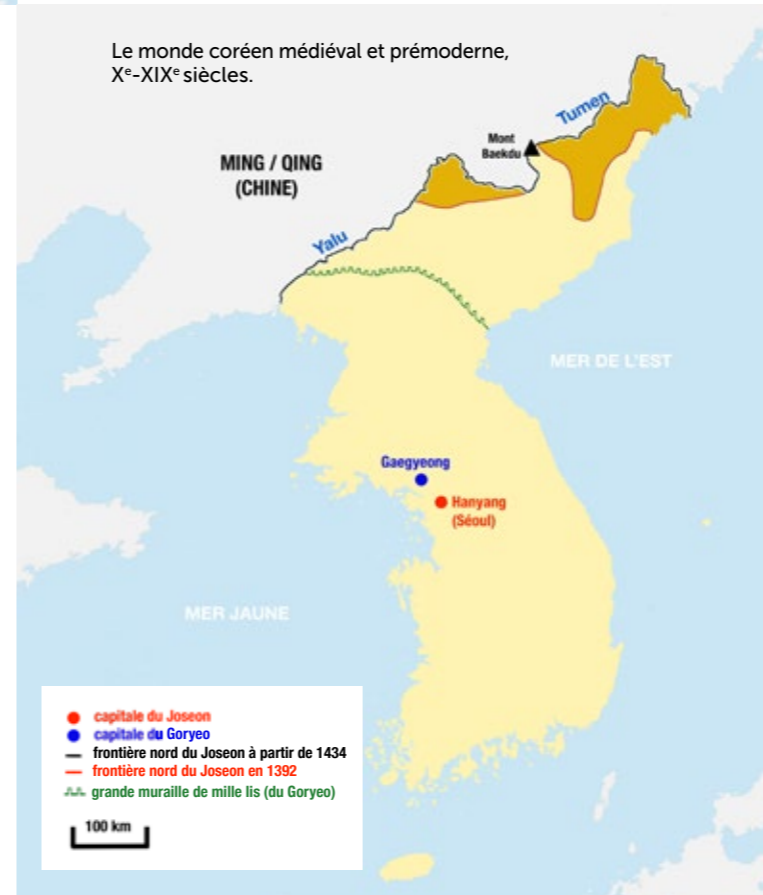 Le monde coréen médiéval et prémoderne,
Xᵉ-XIXᵉ siècles.
Tumen
Mont
Baekdu
MING / QING
(CHINE)
Yalu
MER DE L'EST
Gaegyeong
Hanyang
(Séoul)
MER JAUNE
capitale du Joseon
capitale du Goryeo
frontière nord du Joseon à partir de 1434
frontière nord du Joseon en 1392
grande muraille de mille lis (du Goryeo)
100 km